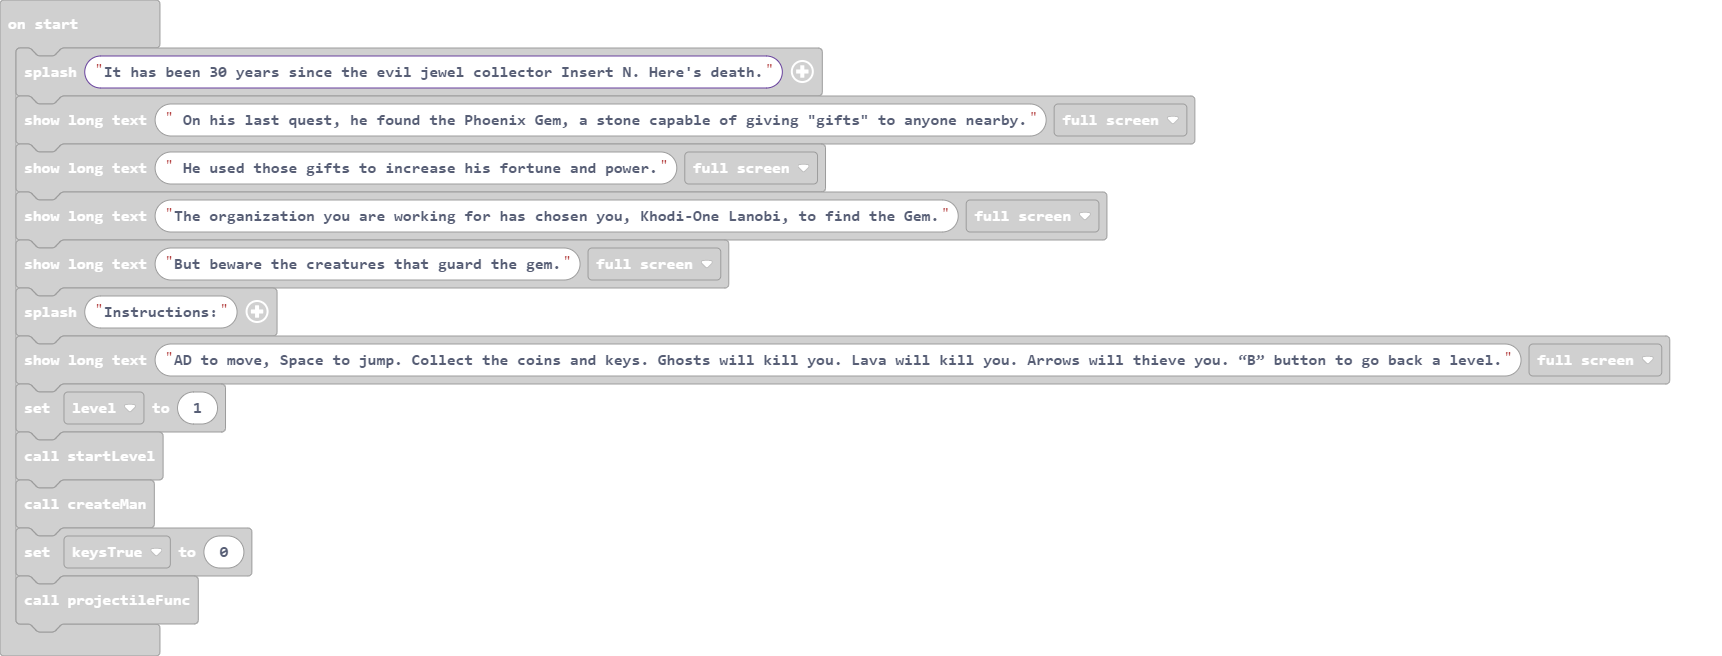 on start
splash "It has been 30 years since the evil jewel collector Insert N. Here's death."
show long text " On his last quest, he found the Phoenix Gem, a stone capable of giving "gifts" to anyone nearby." full screen
show long text " He used those gifts to increase his fortune and power." full screen
show long text "The organization you are working for has chosen you, Khodi-One Lanobi, to find the Gem." full screen
show long text "But beware the creatures that guard the gem." full screen
splash "Instructions:"
show long text "AD to move, Space to jump. Collect the coins and keys. Ghosts will kill you. Lava will kill you. Arrows will thieve you. “B” button to go back a level." full screen
set level to 1
call startLevel
call createMan
set keysTrue to 0
call projectileFunc